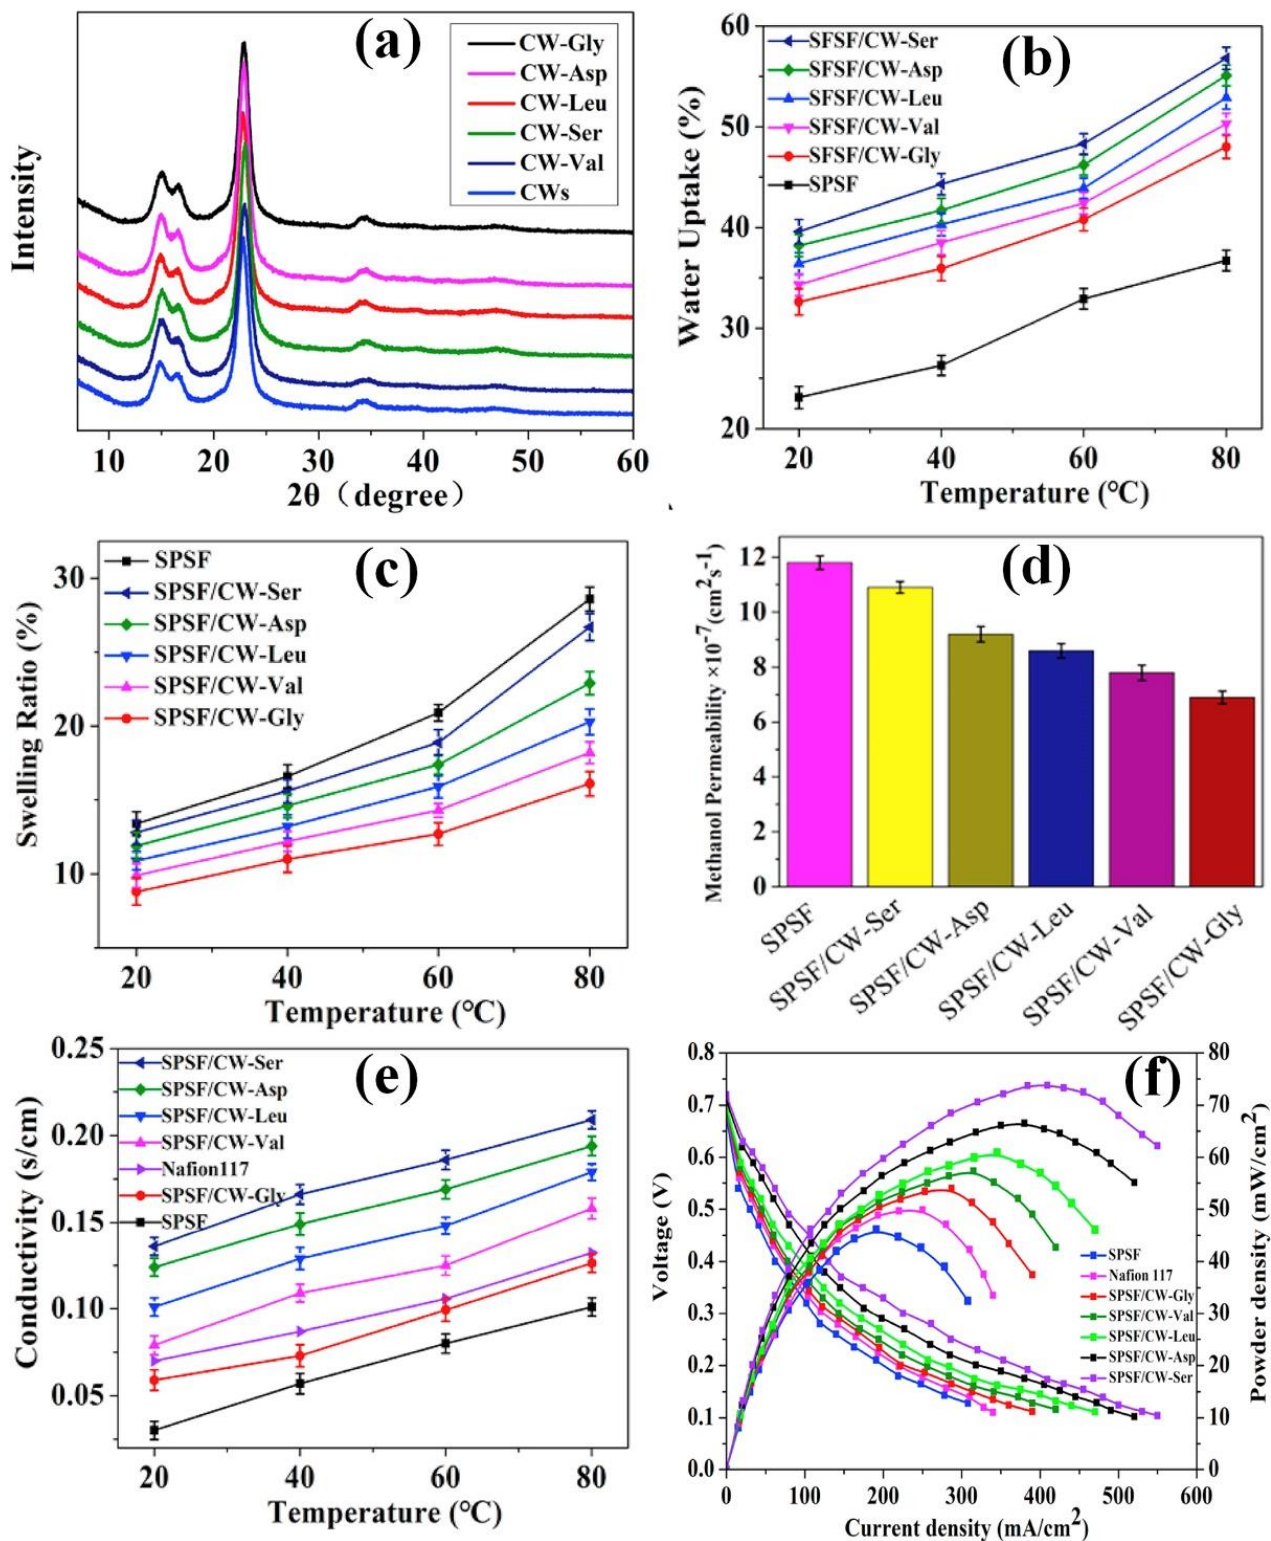 (a)
CW-Gly
CW-Asp
CW-Leu
CW-Ser
CW-Val
CWs
Intensity
10 20 30 40 50 60
2θ（degree）
(b)
SFSF/CW-Ser
SFSF/CW-Asp
SFSF/CW-Leu
SFSF/CW-Val
SFSF/CW-Gly
SPSF
Water Uptake (%)
60
50
40
30
20
20 40 60 80
Temperature (°C)
(c)
SPSF
SPSF/CW-Ser
SPSF/CW-Asp
SPSF/CW-Leu
SPSF/CW-Val
SPSF/CW-Gly
Swelling Ratio (%)
30
20
10
20 40 60 80
Temperature (°C)
(d)
Methanol Permeability ×10⁻⁷(cm²s⁻¹)
12
10
8
6
4
2
0
SPSF
SPSF/CW-Ser
SPSF/CW-Asp
SPSF/CW-Leu
SPSF/CW-Val
SPSF/CW-Gly
(e)
SPSF/CW-Ser
SPSF/CW-Asp
SPSF/CW-Leu
SPSF/CW-Val
Nafion117
SPSF/CW-Gly
SPSF
Conductivity (s/cm)
0.25
0.20
0.15
0.10
0.05
20 40 60 80
Temperature (°C)
(f)
Voltage (V)
0.8
0.7
0.6
0.5
0.4
0.3
0.2
0.1
0.0
80
70
60
50
40
30
20
10
0
Powder density (mW/cm²)
SPSF
Nafion 117
SPSF/CW-Gly
SPSF/CW-Val
SPSF/CW-Leu
SPSF/CW-Asp
SPSF/CW-Ser
0 100 200 300 400 500 600
Current density (mA/cm²)